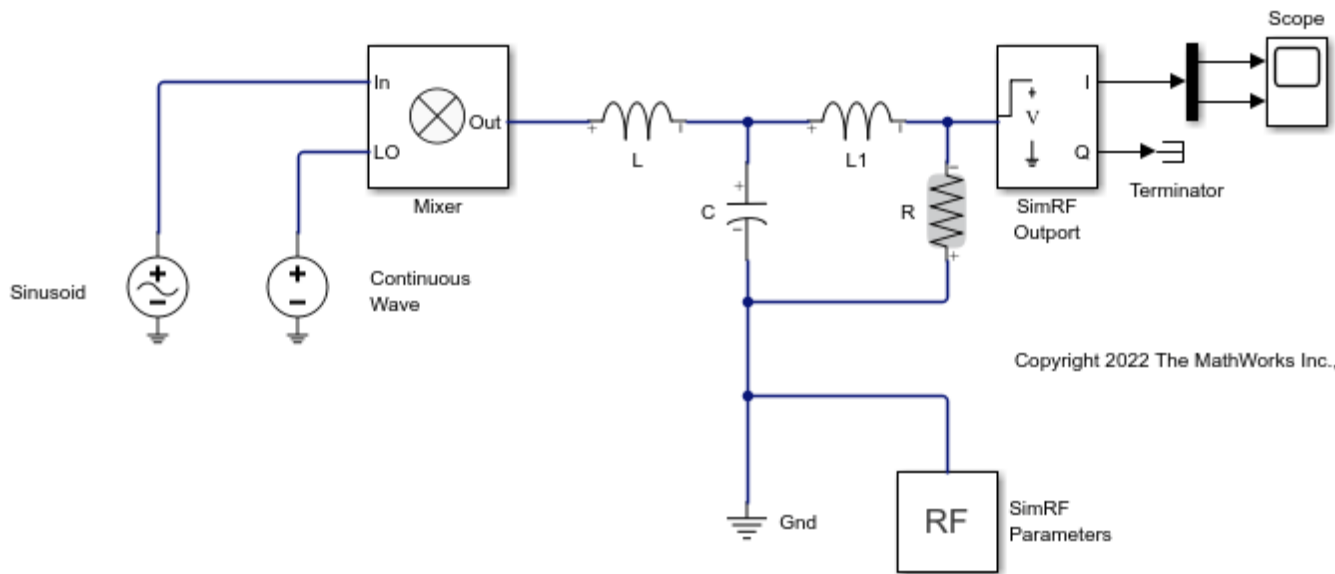 Scope
In
LO
Out
Mixer
L
L1
I
V
Q
C
R
SimRF
Outport
Terminator
Sinusoid
Continuous
Wave
Copyright 2022 The MathWorks Inc.,
Gnd
RF
SimRF
Parameters